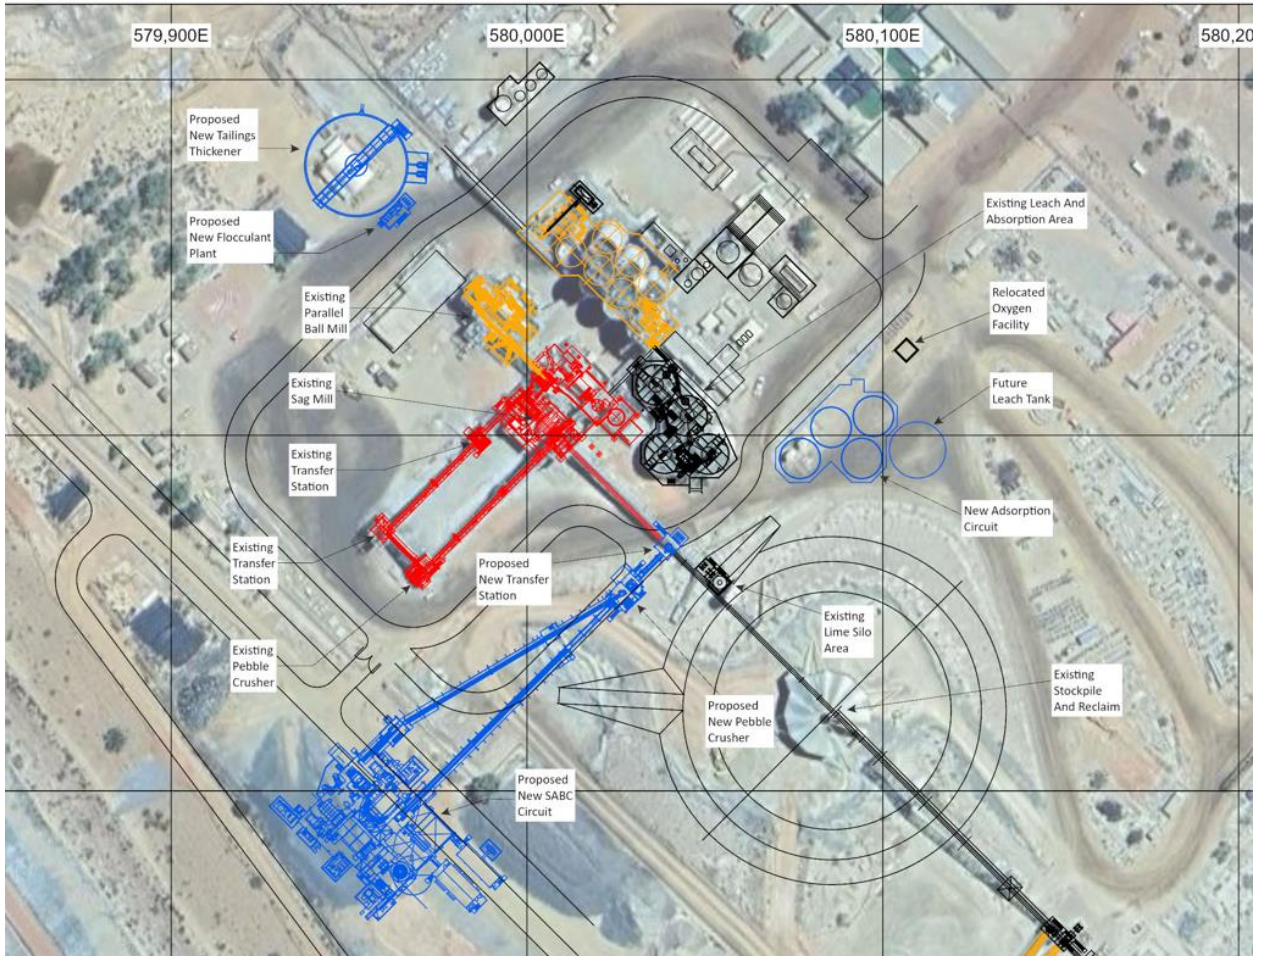 579,900E
580,000E
580,100E
580,20
Proposed
New Tailings
Thickener
Proposed
New Flocculant
Plant
Existing
Parallel
Ball Mill
Existing
Sag Mill
Existing
Transfer
Station
Existing
Transfer
Station
Existing
Pebble
Crusher
Proposed
New Transfer
Station
Existing Leach And
Absorption Area
Relocated
Oxygen
Facility
Future
Leach Tank
New Adsorption
Circuit
Existing
Lime Silo
Area
Existing
Stockpile
And Reclaim
Proposed
New Pebble
Crusher
Proposed
New SABC
Circuit